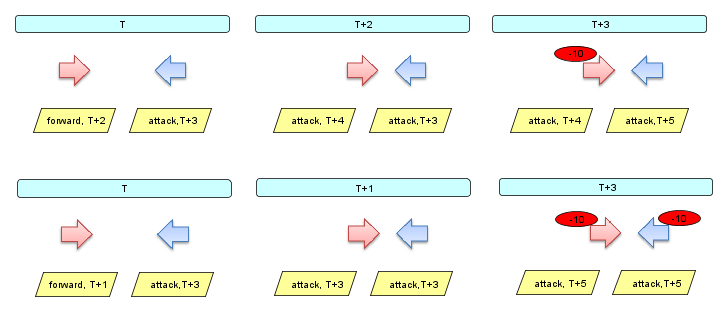 T
T+2
T+3
-10
forward, T+2
attack,T+3
attack, T+4
attack,T+3
attack, T+4
attack,T+5
T
T+1
T+3
-10
-10
forward, T+1
attack,T+3
attack, T+3
attack,T+3
attack, T+5
attack,T+5